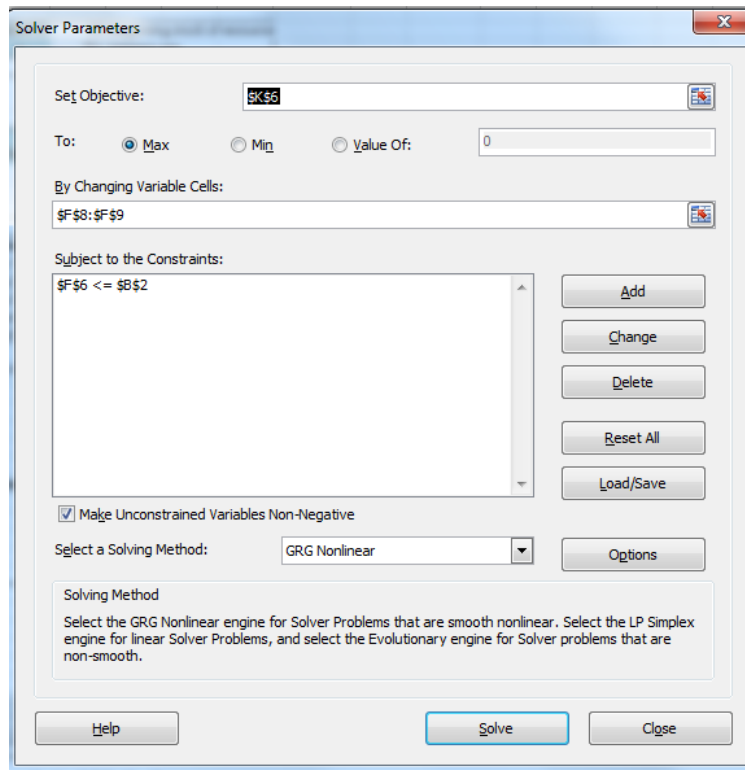 Solver Parameters
Set Objective:
$K$6
To:
Max
Min
Value Of:
0
By Changing Variable Cells:
$F$8:$F$9
Subject to the Constraints:
$F$6 <= $B$2
Add
Change
Delete
Reset All
Load/Save
Make Unconstrained Variables Non-Negative
Select a Solving Method:
GRG Nonlinear
Options
Solving Method
Select the GRG Nonlinear engine for Solver Problems that are smooth nonlinear. Select the LP Simplex
engine for linear Solver Problems, and select the Evolutionary engine for Solver problems that are
non-smooth.
Help
Solve
Close